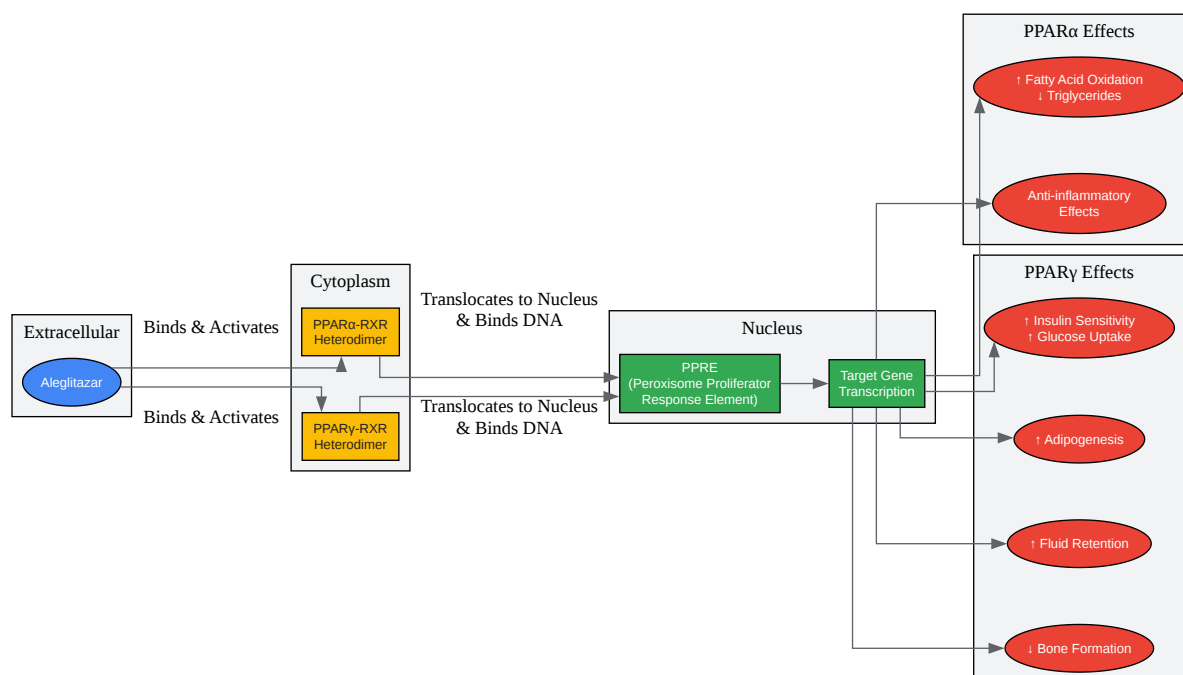 Extracellular
Aleglitazar
Binds & Activates
Binds & Activates
Cytoplasm
PPARα-RXR
Heterodimer
PPARγ-RXR
Heterodimer
Translocates to Nucleus
& Binds DNA
Translocates to Nucleus
& Binds DNA
Nucleus
PPRE
(Peroxisome Proliferator
Response Element)
Target Gene
Transcription
PPARα Effects
↑ Fatty Acid Oxidation
↓ Triglycerides
Anti-inflammatory
Effects
PPARγ Effects
↑ Insulin Sensitivity
↑ Glucose Uptake
↑ Adipogenesis
↑ Fluid Retention
↓ Bone Formation